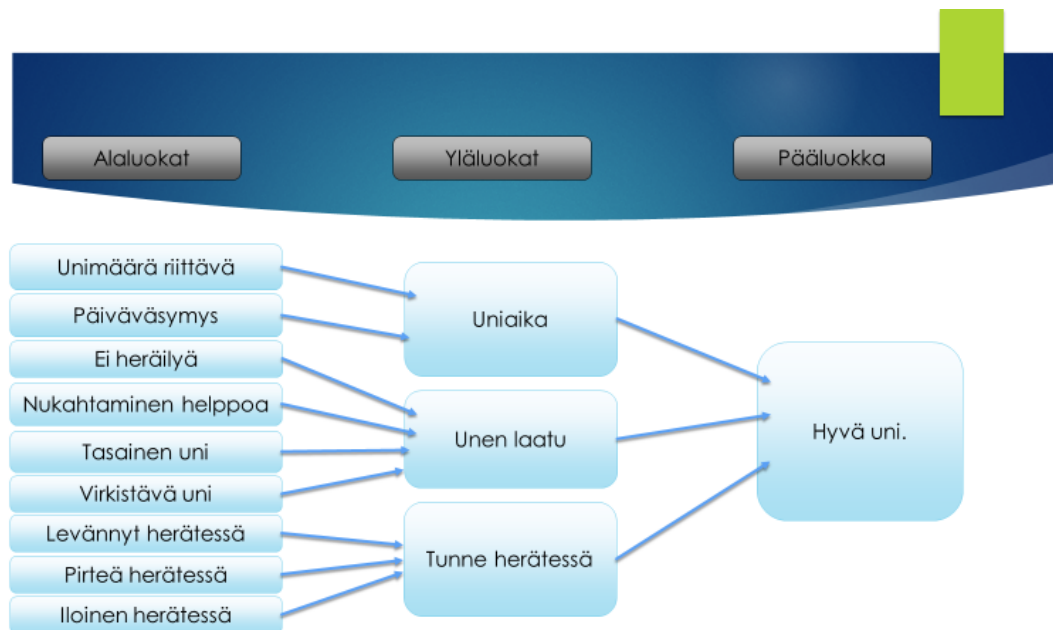 Alaluokat
Yläluokat
Pääluokka
Unimäärä riittävä
Päiväväsymys
Ei heräilyä
Nukahtaminen helppoa
Tasainen uni
Virkistävä uni
Levännyt herätessä
Pirteä herätessä
Iloinen herätessä
Uniaika
Unen laatu
Tunne herätessä
Hyvä uni.